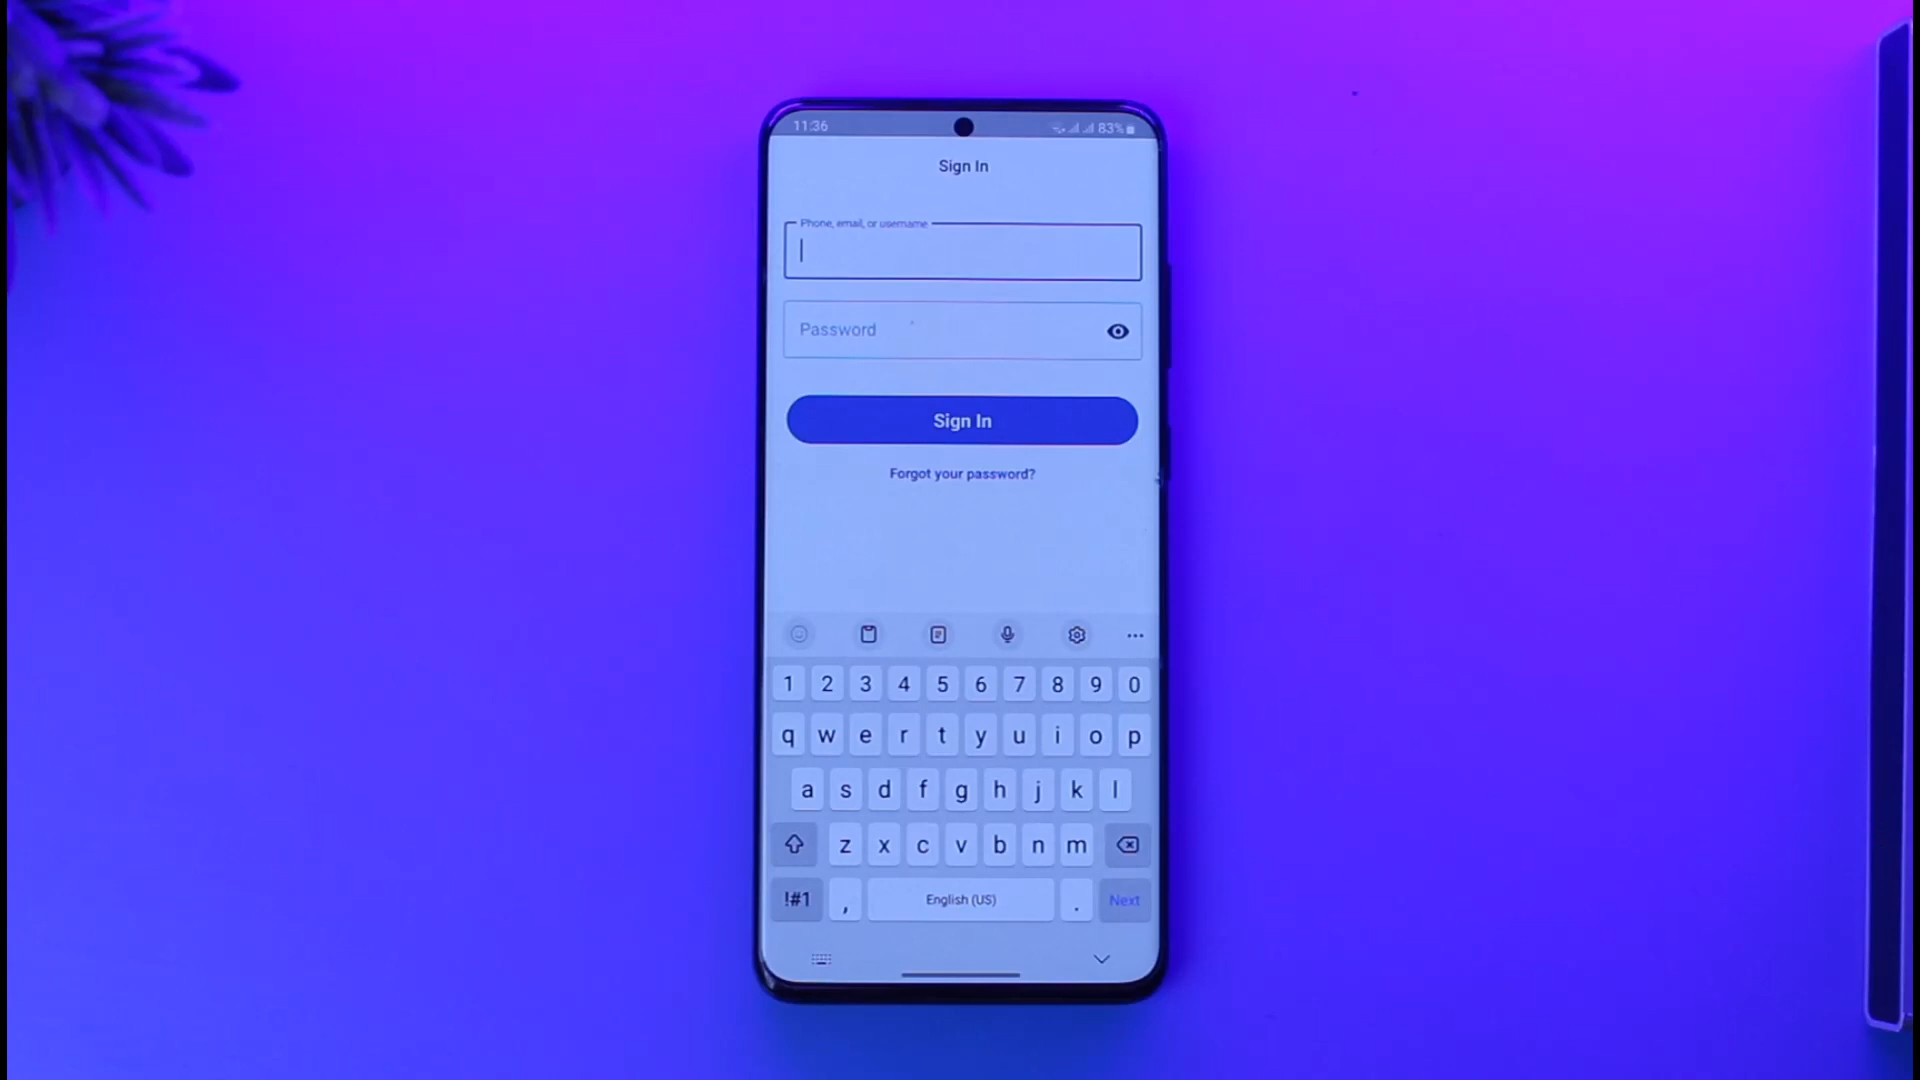 11:36
83%
Sign In
Phone, email, or username
Password
Sign In
Forgot your password?
1 2 3 4 5 6 7 8 9 0
q w e r t y u i o p
a s d f g h j k l
z x c v b n m
!#1 , English (US) . Next